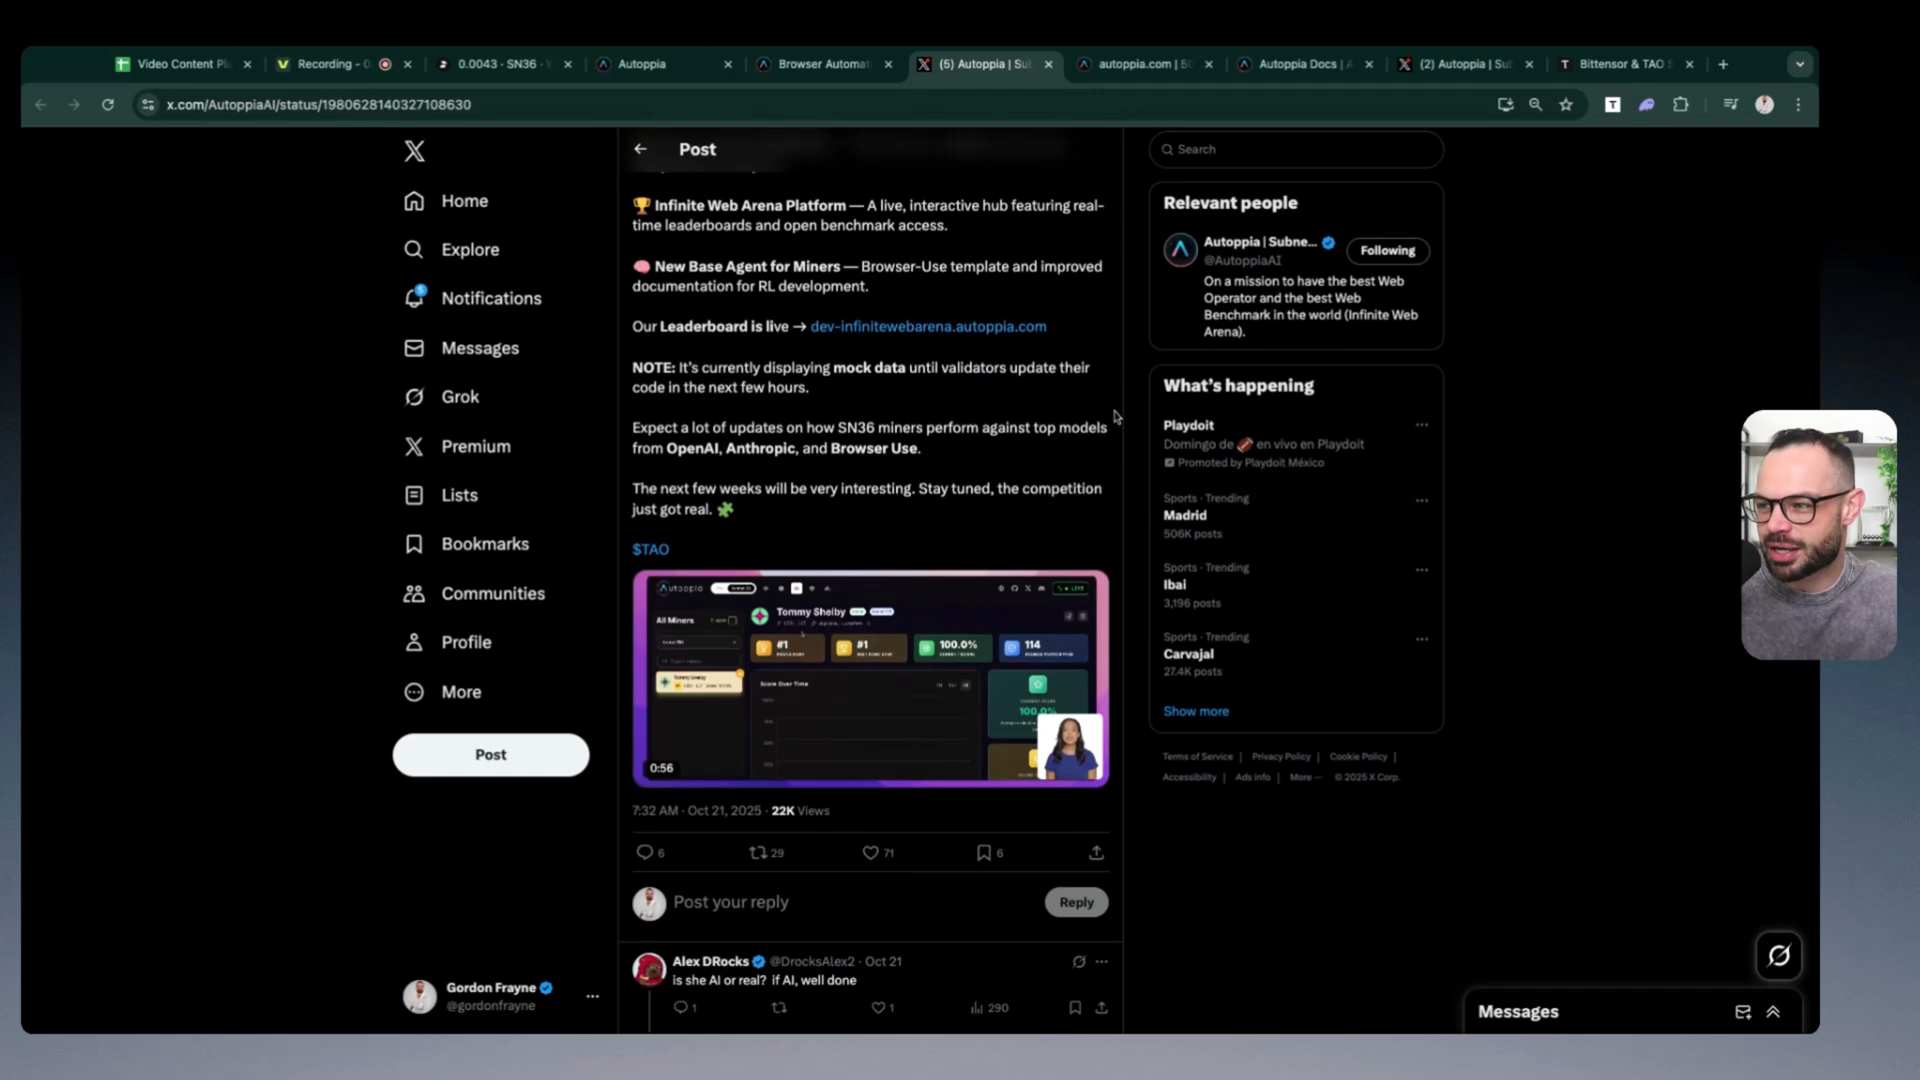 Video Content Pl
Recording - 0
0.0043 · SN36 ·
Autoppia
Browser Automat
(5) Autoppia | Su
autoppia.com | 5
Autoppia Docs | A
(2) Autoppia | Su
Bittensor & TAO
x.com/AutoppiaAI/status/1980628140327108630
Home
Explore
5
Notifications
Messages
Grok
Premium
Lists
Bookmarks
Communities
Profile
More
Post
Gordon Frayne
@gordonfrayne
Post
🏆 Infinite Web Arena Platform — A live, interactive hub featuring real-
time leaderboards and open benchmark access.
🧠 New Base Agent for Miners — Browser-Use template and improved
documentation for RL development.
Our Leaderboard is live → dev-infinitewebarena.autoppia.com
NOTE: It's currently displaying mock data until validators update their
code in the next few hours.
Expect a lot of updates on how SN36 miners perform against top models
from OpenAI, Anthropic, and Browser Use.
The next few weeks will be very interesting. Stay tuned, the competition
just got real. 🧩
$TAO
Autoppia
Tommy Shelby
All Miners
#1
#1
100.0%
114
Tommy Shelby
Score Over Time
100.0%
0:56
7:32 AM · Oct 21, 2025 · 22K Views
6
29
71
6
Post your reply
Reply
Alex DRocks @DrocksAlex2 · Oct 21
is she AI or real? if AI, well done
1
1
290
Search
Relevant people
Autoppia | Subne...
Following
@AutoppiaAI
On a mission to have the best Web
Operator and the best Web
Benchmark in the world (Infinite Web
Arena).
What's happening
Playdoit
Domingo de 🏈 en vivo en Playdoit
Promoted by Playdoit México
Sports · Trending
Madrid
506K posts
Sports · Trending
Ibai
3,196 posts
Sports · Trending
Carvajal
27.4K posts
Show more
Terms of Service | Privacy Policy | Cookie Policy |
Accessibility | Ads info | More ··· © 2025 X Corp.
Messages